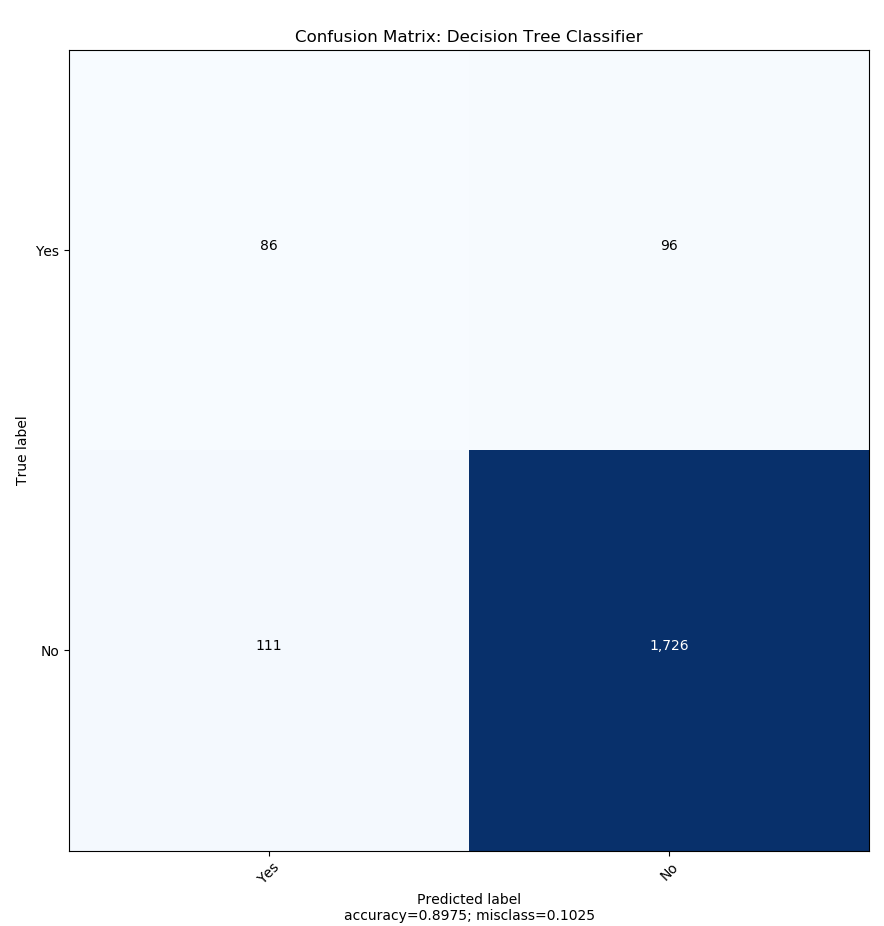 Confusion Matrix: Decision Tree Classifier
Yes
86
96
True label
No
111
1,726
Yes
No
Predicted label
accuracy=0.8975; misclass=0.1025